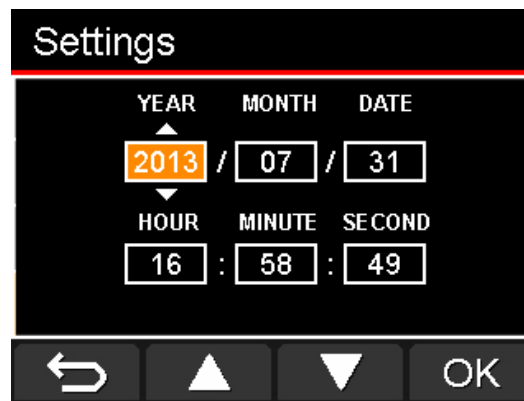 Settings
YEAR MONTH DATE
2013 / 07 / 31
HOUR MINUTE SECOND
16 : 58 : 49
OK